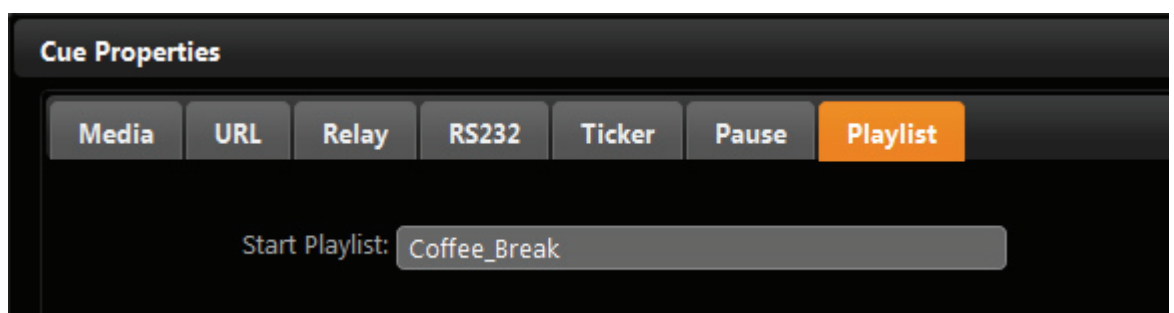 Cue Properties
Media URL Relay RS232 Ticker Pause Playlist
Start Playlist: Coffee_Break